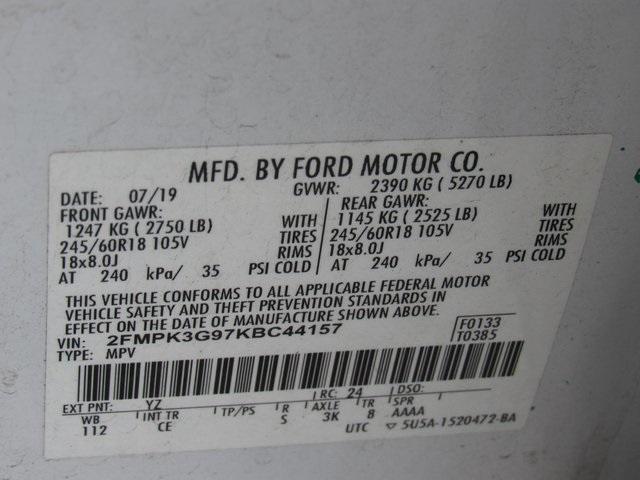 MFD. BY FORD MOTOR CO.
DATE: 07/19 GVWR: 2390 KG ( 5270 LB)
FRONT GAWR: REAR GAWR:
1247 KG ( 2750 LB) WITH 1145 KG ( 2525 LB) WITH
245/60R18 105V TIRES 245/60R18 105V TIRES
18x8.0J RIMS 18x8.0J RIMS
AT 240 kPa/ 35 PSI COLD AT 240 kPa/ 35 PSI COLD
THIS VEHICLE CONFORMS TO ALL APPLICABLE FEDERAL MOTOR
VEHICLE SAFETY AND THEFT PREVENTION STANDARDS IN
EFFECT ON THE DATE OF MANUFACTURE SHOWN ABOVE.
VIN: 2FMPK3G97KBC44157 F0133
TYPE: MPV T0385
EXT PNT: YZ RC: 24 DSO:
WB INT TR TP/PS R AXLE TR SPR
112 CE S 3K 8 AAAA
UTC ▽ 5U5A-1520472-BA